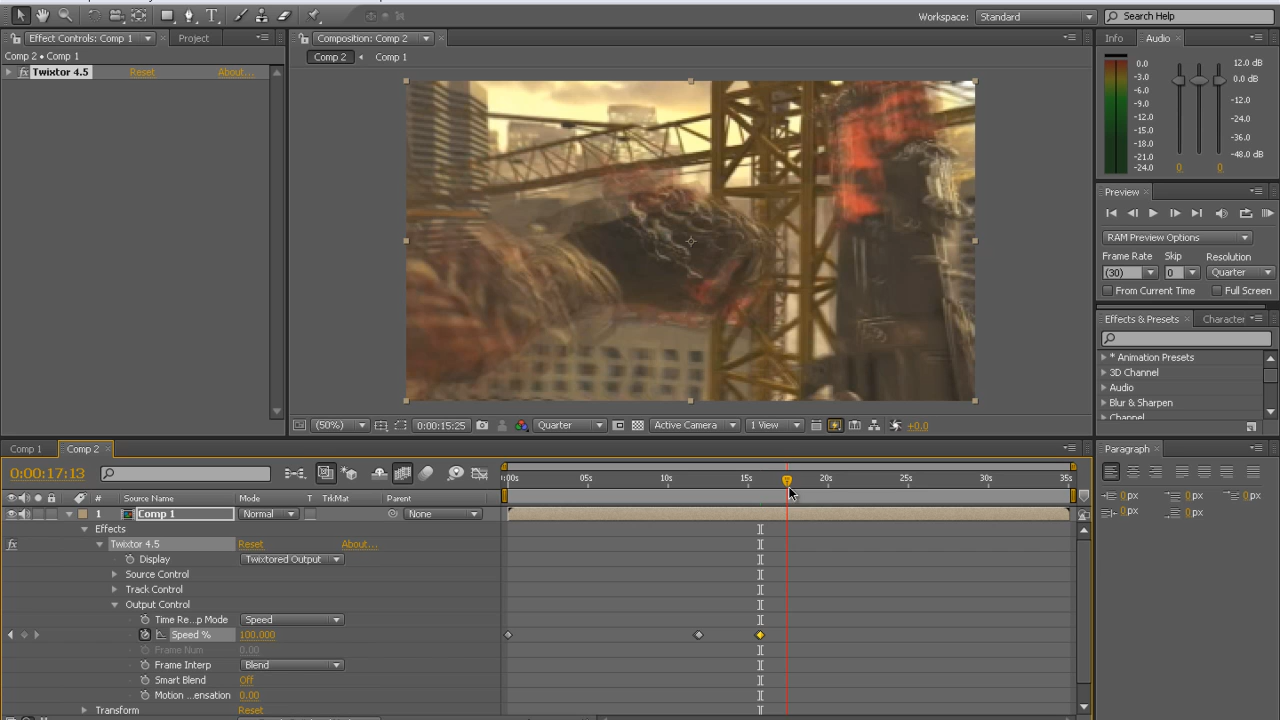 Workspace: Standard Search Help
Effect Controls: Comp 1 Project
Composition: Comp 2
Info Audio
Comp 2 • Comp 1
Comp 2 Comp 1
fx Twixtor 4.5 Reset About...
0.0 12.0 dB
-3.0 0.0 dB
-6.0
-9.0 -12.0
-12.0 -24.0
-15.0
-18.0 -36.0
-21.0
-24.0 -48.0 dB
0 0
Preview
RAM Preview Options
Frame Rate Skip Resolution
(30) 0 Quarter
From Current Time Full Screen
Effects & Presets Character
* Animation Presets
3D Channel
Audio
Blur & Sharpen
Channel
(50%) 0:00:15:25 Quarter Active Camera 1 View +0.0
Comp 1 Comp 2
Paragraph
0:00:17:13
0:00s 05s 10s 15s 20s 25s 30s 35s
# Source Name Mode T TrkMat Parent
0 px 0 px 0 px
0 px 0 px
1 Comp 1 Normal None
Effects
fx Twixtor 4.5 Reset About...
Display Twixtored Output
Source Control
Track Control
Output Control
Time Re...p Mode Speed
Speed % 100.000
Frame Num 0.00
Frame Interp Blend
Smart Blend Off
Motion ...ensation 0.00
Transform Reset